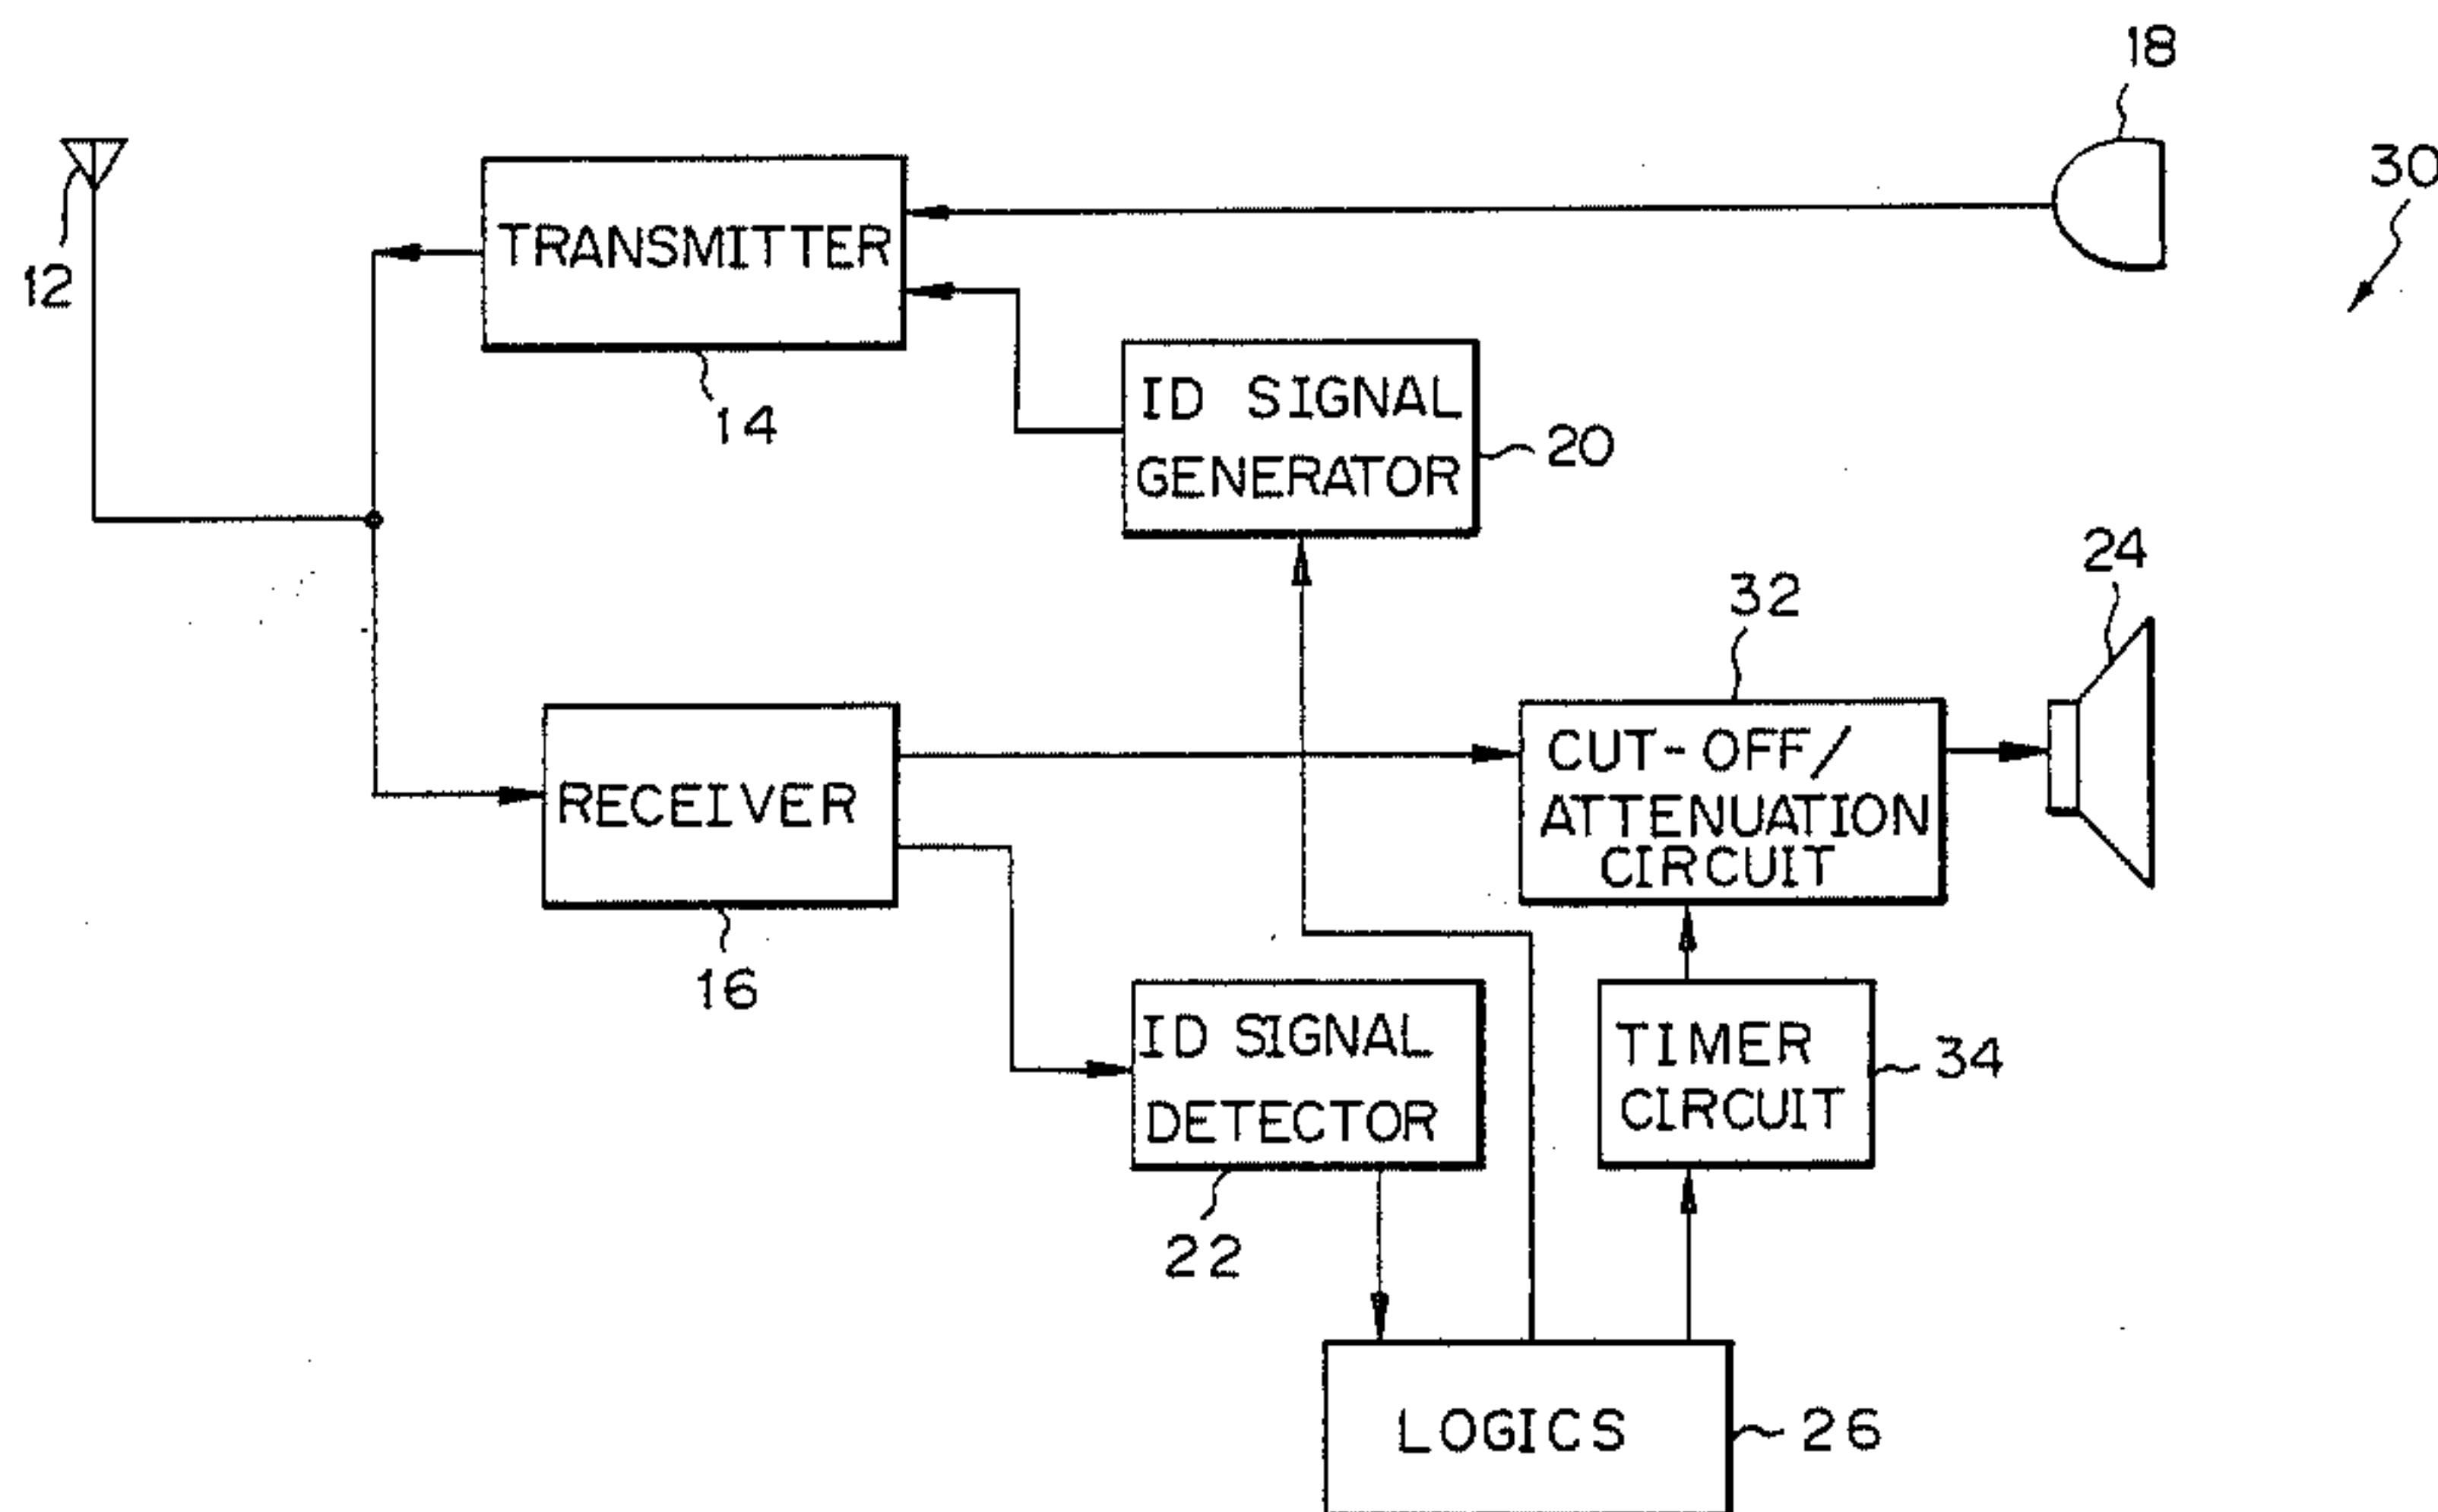 18
30
12
TRANSMITTER
14
ID SIGNAL
GENERATOR
20
24
32
CUT-OFF/
ATTENUATION
CIRCUIT
RECEIVER
16
ID SIGNAL
DETECTOR
22
TIMER
CIRCUIT
34
LOGICS
26